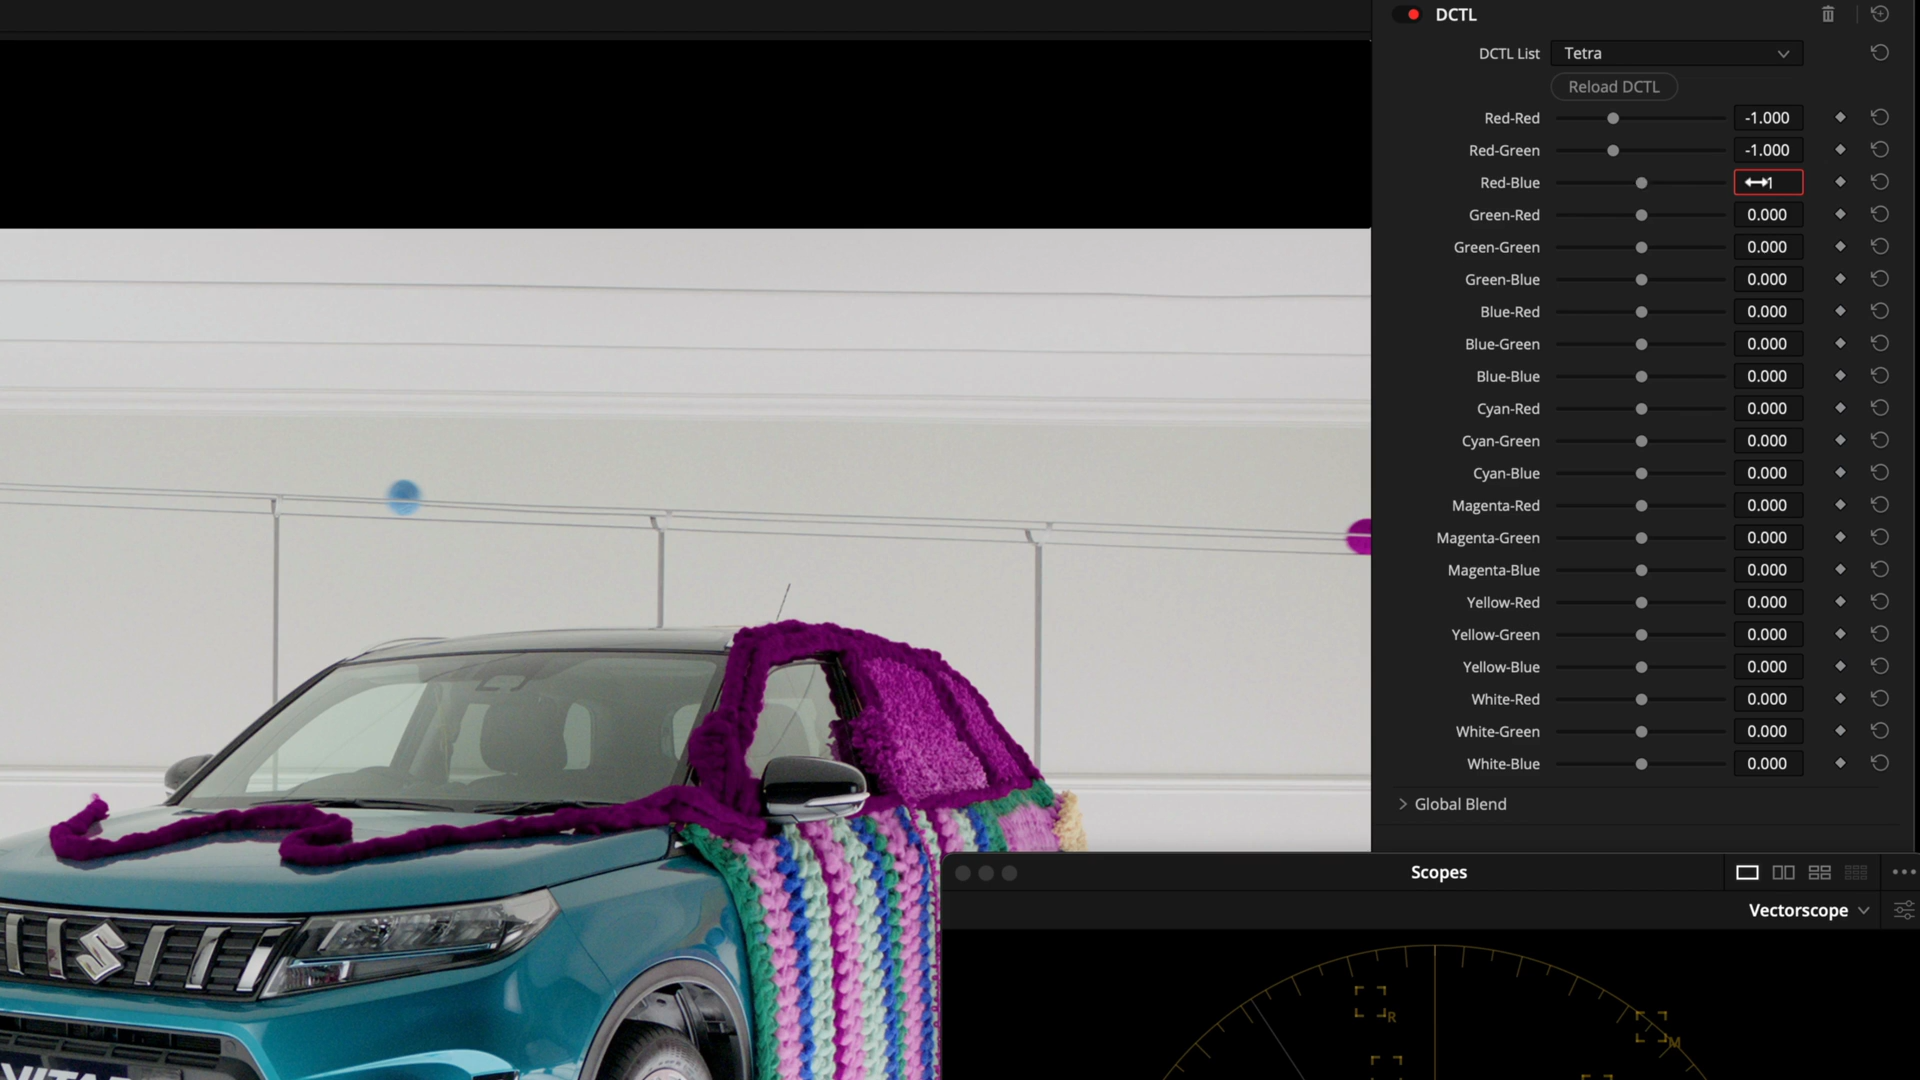 DCTL
DCTL List Tetra
Reload DCTL
Red-Red -1.000
Red-Green -1.000
Red-Blue 1
Green-Red 0.000
Green-Green 0.000
Green-Blue 0.000
Blue-Red 0.000
Blue-Green 0.000
Blue-Blue 0.000
Cyan-Red 0.000
Cyan-Green 0.000
Cyan-Blue 0.000
Magenta-Red 0.000
Magenta-Green 0.000
Magenta-Blue 0.000
Yellow-Red 0.000
Yellow-Green 0.000
Yellow-Blue 0.000
White-Red 0.000
White-Green 0.000
White-Blue 0.000
Global Blend
Scopes
Vectorscope
R
M